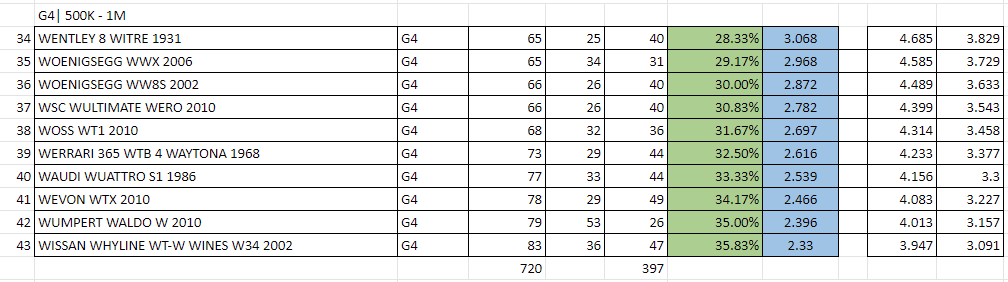 G4| 500K - 1M
34 WENTLEY 8 WITRE 1931 G4 65 25 40 28.33% 3.068 4.685 3.829
35 WOENIGSEGG WWX 2006 G4 65 34 31 29.17% 2.968 4.585 3.729
36 WOENIGSEGG WW8S 2002 G4 66 26 40 30.00% 2.872 4.489 3.633
37 WSC WULTIMATE WERO 2010 G4 66 26 40 30.83% 2.782 4.399 3.543
38 WOSS WT1 2010 G4 68 32 36 31.67% 2.697 4.314 3.458
39 WERRARI 365 WTB 4 WAYTONA 1968 G4 73 29 44 32.50% 2.616 4.233 3.377
40 WAUDI WUATTRO S1 1986 G4 77 33 44 33.33% 2.539 4.156 3.3
41 WEVON WTX 2010 G4 78 29 49 34.17% 2.466 4.083 3.227
42 WUMPERT WALDO W 2010 G4 79 53 26 35.00% 2.396 4.013 3.157
43 WISSAN WHYLINE WT-W WINES W34 2002 G4 83 36 47 35.83% 2.33 3.947 3.091
720 397